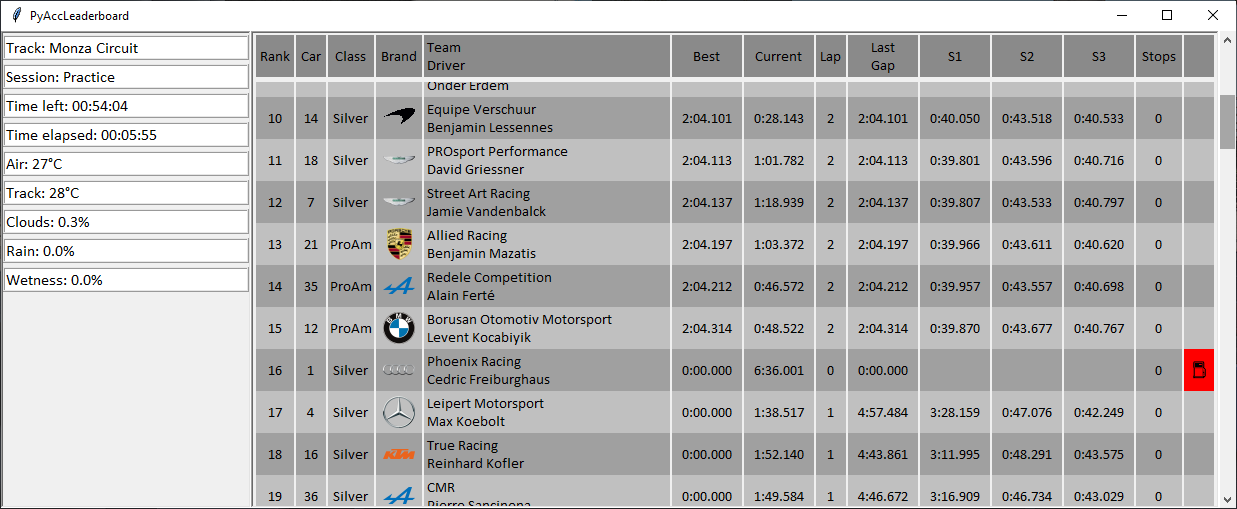 PyAccLeaderboard
Track: Monza Circuit
Session: Practice
Time left: 00:54:04
Time elapsed: 00:05:55
Air: 27°C
Track: 28°C
Clouds: 0.3%
Rain: 0.0%
Wetness: 0.0%
Rank Car Class Brand Team Driver Best Current Lap Last Gap S1 S2 S3 Stops
Onder Erdem
10 14 Silver Equipe Verschuur 2:04.101 0:28.143 2 2:04.101 0:40.050 0:43.518 0:40.533 0
Benjamin Lessennes
11 18 Silver PROsport Performance 2:04.113 1:01.782 2 2:04.113 0:39.801 0:43.596 0:40.716 0
David Griessner
12 7 Silver Street Art Racing 2:04.137 1:18.939 2 2:04.137 0:39.807 0:43.533 0:40.797 0
Jamie Vandenbalck
13 21 ProAm Allied Racing 2:04.197 1:03.372 2 2:04.197 0:39.966 0:43.611 0:40.620 0
Benjamin Mazatis
14 35 ProAm Redele Competition 2:04.212 0:46.572 2 2:04.212 0:39.957 0:43.557 0:40.698 0
Alain Ferté
15 12 ProAm BMW Borusan Otomotiv Motorsport 2:04.314 0:48.522 2 2:04.314 0:39.870 0:43.677 0:40.767 0
Levent Kocabiyik
16 1 Silver Phoenix Racing 0:00.000 6:36.001 0 0:00.000 0
Cedric Freiburghaus
17 4 Silver Leipert Motorsport 0:00.000 1:38.517 1 4:57.484 3:28.159 0:47.076 0:42.249 0
Max Koebolt
18 16 Silver KTM True Racing 0:00.000 1:52.140 1 4:43.861 3:11.995 0:48.291 0:43.575 0
Reinhard Kofler
19 36 Silver CMR 0:00.000 1:49.584 1 4:46.672 3:16.909 0:46.734 0:43.029 0
Pierre Sancinena